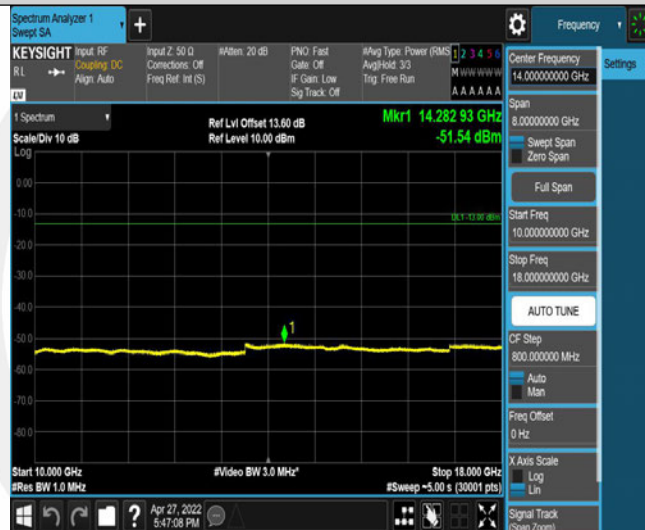 Spectrum Analyzer 1
Swept SA
Frequency
KEYSIGHT
RL
Input: RF
Coupling: DC
Align: Auto
Input Z: 50 Ω
Corrections: Off
Freq Ref: Int (S)
#Atten: 20 dB
PNO: Fast
Gate: Off
IF Gain: Low
Sig Track: Off
#Avg Type: Power (RMS
Avg|Hold: 3/3
Trig: Free Run
1 2 3 4 5 6
M W W W W W
A A A A A A
1 Spectrum
Scale/Div 10 dB
Log
Ref Lvl Offset 13.60 dB
Ref Level 10.00 dBm
Mkr1 14.282 93 GHz
-51.54 dBm
0.00
-10.0
-20.0
-30.0
-40.0
-50.0
-60.0
-70.0
-80.0
DL1 -13.00 dBm
1
Start 10.000 GHz
#Res BW 1.0 MHz
#Video BW 3.0 MHz*
Stop 18.000 GHz
#Sweep ~5.00 s (30001 pts)
Center Frequency
14.000000000 GHz
Settings
Span
8.00000000 GHz
Swept Span
Zero Span
Full Span
Start Freq
10.000000000 GHz
Stop Freq
18.000000000 GHz
AUTO TUNE
CF Step
800.000000 MHz
Auto
Man
Freq Offset
0 Hz
X Axis Scale
Log
Lin
Signal Track
(Span Zoom)
Apr 27, 2022
5:47:08 PM